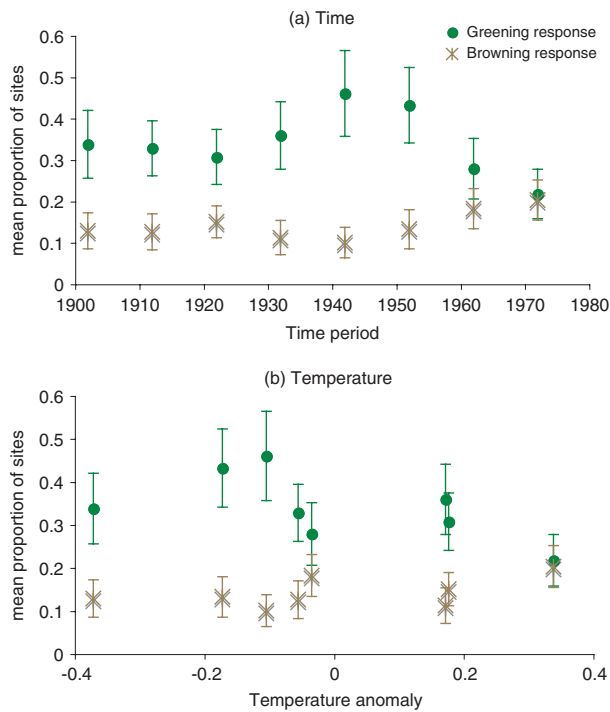 (a) Time
Greening response
Browning response
mean proportion of sites
0.6
0.5
0.4
0.3
0.2
0.1
0
1900 1910 1920 1930 1940 1950 1960 1970 1980
Time period
(b) Temperature
mean proportion of sites
0.6
0.5
0.4
0.3
0.2
0.1
0
-0.4 -0.2 0 0.2 0.4
Temperature anomaly